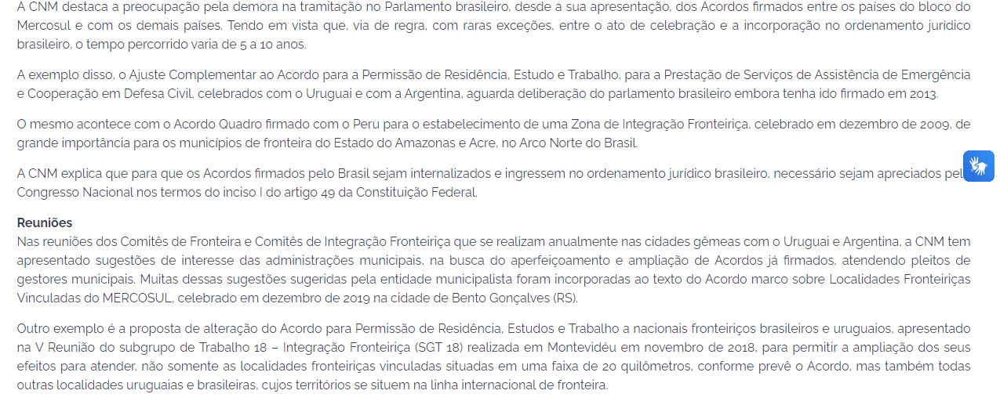 A CNM destaca a preocupação pela demora na tramitação no Parlamento brasileiro, desde a sua apresentação, dos Acordos firmados entre os países do bloco do
Mercosul e com os demais países. Tendo em vista que, via de regra, com raras exceções, entre o ato de celebração e a incorporação no ordenamento jurídico
brasileiro, o tempo percorrido varia de 5 a 10 anos.
A exemplo disso, o Ajuste Complementar ao Acordo para a Permissão de Residência, Estudo e Trabalho, para a Prestação de Serviços de Assistência de Emergência
e Cooperação em Defesa Civil, celebrados com o Uruguai e com a Argentina, aguarda deliberação do parlamento brasileiro embora tenha ido firmado em 2013.
O mesmo acontece com o Acordo Quadro firmado com o Peru para o estabelecimento de uma Zona de Integração Fronteiriça, celebrado em dezembro de 2009, de
grande importância para os municípios de fronteira do Estado do Amazonas e Acre, no Arco Norte do Brasil.
A CNM explica que para que os Acordos firmados pelo Brasil sejam internalizados e ingressem no ordenamento jurídico brasileiro, necessário sejam apreciados pel
Congresso Nacional nos termos do inciso I do artigo 49 da Constituição Federal.
Reuniões
Nas reuniões dos Comitês de Fronteira e Comitês de Integração Fronteiriça que se realizam anualmente nas cidades gêmeas com o Uruguai e Argentina, a CNM tem
apresentado sugestões de interesse das administrações municipais, na busca do aperfeiçoamento e ampliação de Acordos já firmados, atendendo pleitos de
gestores municipais. Muitas dessas sugestões sugeridas pela entidade municipalista foram incorporadas ao texto do Acordo marco sobre Localidades Fronteiriças
Vinculadas do MERCOSUL, celebrado em dezembro de 2019 na cidade de Bento Gonçalves (RS).
Outro exemplo é a proposta de alteração do Acordo para Permissão de Residência, Estudos e Trabalho a nacionais fronteiriços brasileiros e uruguaios, apresentado
na V Reunião do subgrupo de Trabalho 18 – Integração Fronteiriça (SGT 18) realizada em Montevidéu em novembro de 2018, para permitir a ampliação dos seus
efeitos para atender, não somente as localidades fronteiriças vinculadas situadas em uma faixa de 20 quilômetros, conforme prevê o Acordo, mas também todas
outras localidades uruguaias e brasileiras, cujos territórios se situem na linha internacional de fronteira.